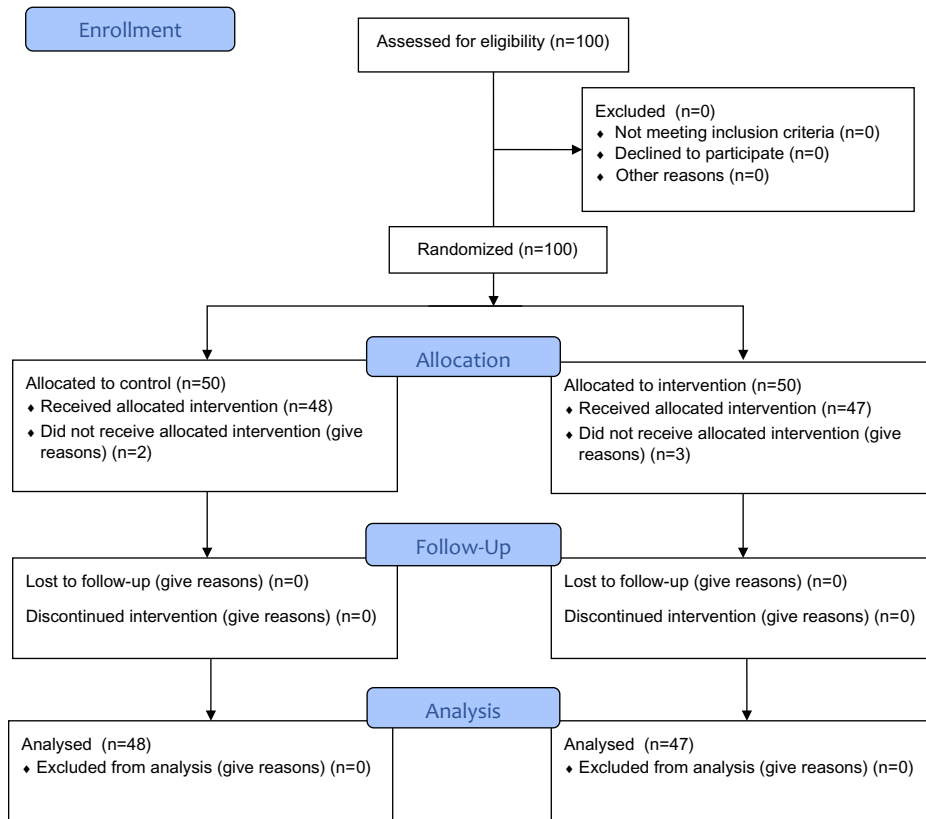 Enrollment
Assessed for eligibility (n=100)
Excluded (n=0)
♦ Not meeting inclusion criteria (n=0)
♦ Declined to participate (n=0)
♦ Other reasons (n=0)
Randomized (n=100)
Allocation
Allocated to control (n=50)
♦ Received allocated intervention (n=48)
♦ Did not receive allocated intervention (give
reasons) (n=2)
Allocated to intervention (n=50)
♦ Received allocated intervention (n=47)
♦ Did not receive allocated intervention (give
reasons) (n=3)
Follow-Up
Lost to follow-up (give reasons) (n=0)
Discontinued intervention (give reasons) (n=0)
Lost to follow-up (give reasons) (n=0)
Discontinued intervention (give reasons) (n=0)
Analysis
Analysed (n=48)
♦ Excluded from analysis (give reasons) (n=0)
Analysed (n=47)
♦ Excluded from analysis (give reasons) (n=0)